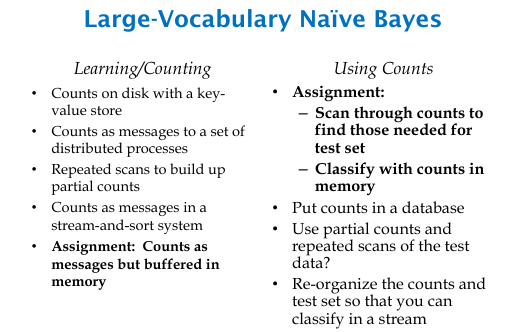 Large-Vocabulary Naïve Bayes
Learning/Counting
• Counts on disk with a key-
value store
• Counts as messages to a set of
distributed processes
• Repeated scans to build up
partial counts
• Counts as messages in a
stream-and-sort system
• Assignment: Counts as
messages but buffered in
memory
Using Counts
• Assignment:
– Scan through counts to
find those needed for
test set
– Classify with counts in
memory
• Put counts in a database
• Use partial counts and
repeated scans of the test
data?
• Re-organize the counts and
test set so that you can
classify in a stream